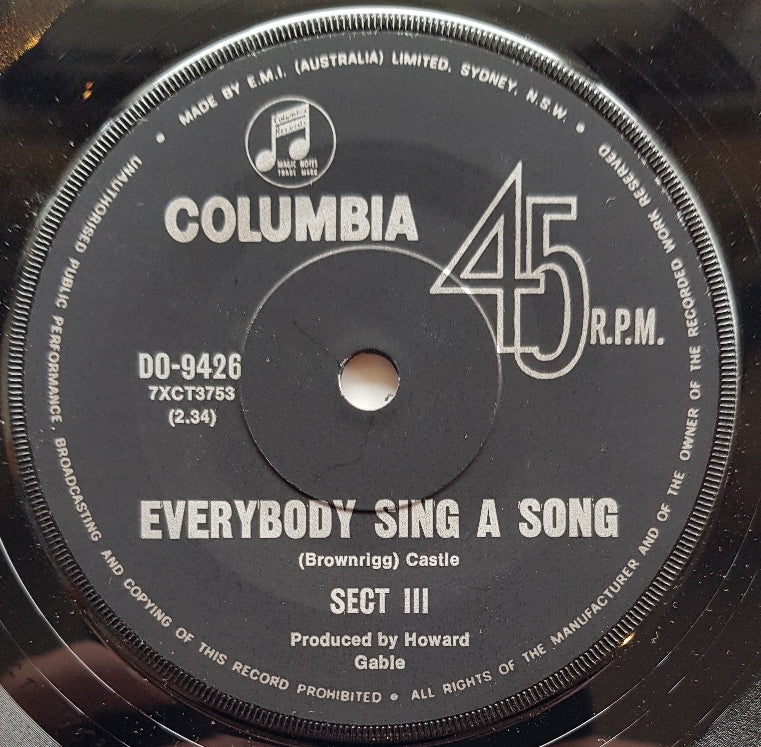 MADE BY E.M.I. (AUSTRALIA) LIMITED. SYDNEY, N.S.W.
Columbia
Records
MAGIC NOTES
TRADE MARK
COLUMBIA
45
R.P.M.
DO-9426
7XCT3753
(2.34)
EVERYBODY SING A SONG
(Brownrigg) Castle
SECT III
Produced by Howard
Gable
UNAUTHORISED PUBLIC PERFORMANCE, BROADCASTING AND COPYING OF THIS RECORD PROHIBITED • ALL RIGHTS OF THE MANUFACTURER AND OF THE OWNER OF THE RECORDED WORK RESERVED